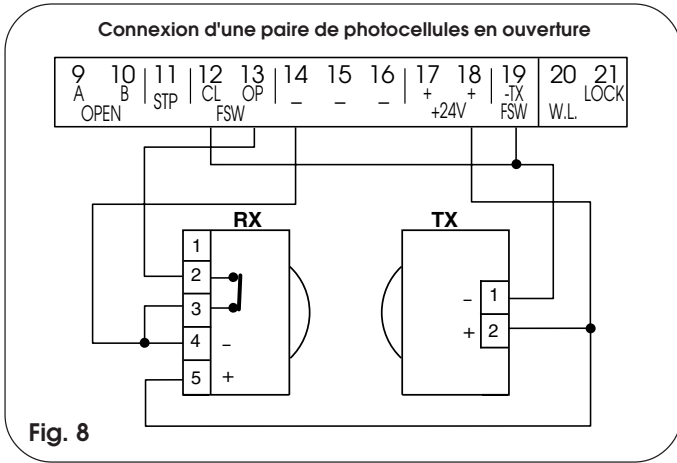 Connexion d'une paire de photocellules en ouverture
9 10 11 12 13 14 15 16 17 18 19 20 21
A B STP CL OP _ _ _ + + -TX LOCK
OPEN FSW +24V FSW W.L.
RX TX
1
2
3
4 –
5 +
– 1
+ 2
Fig. 8